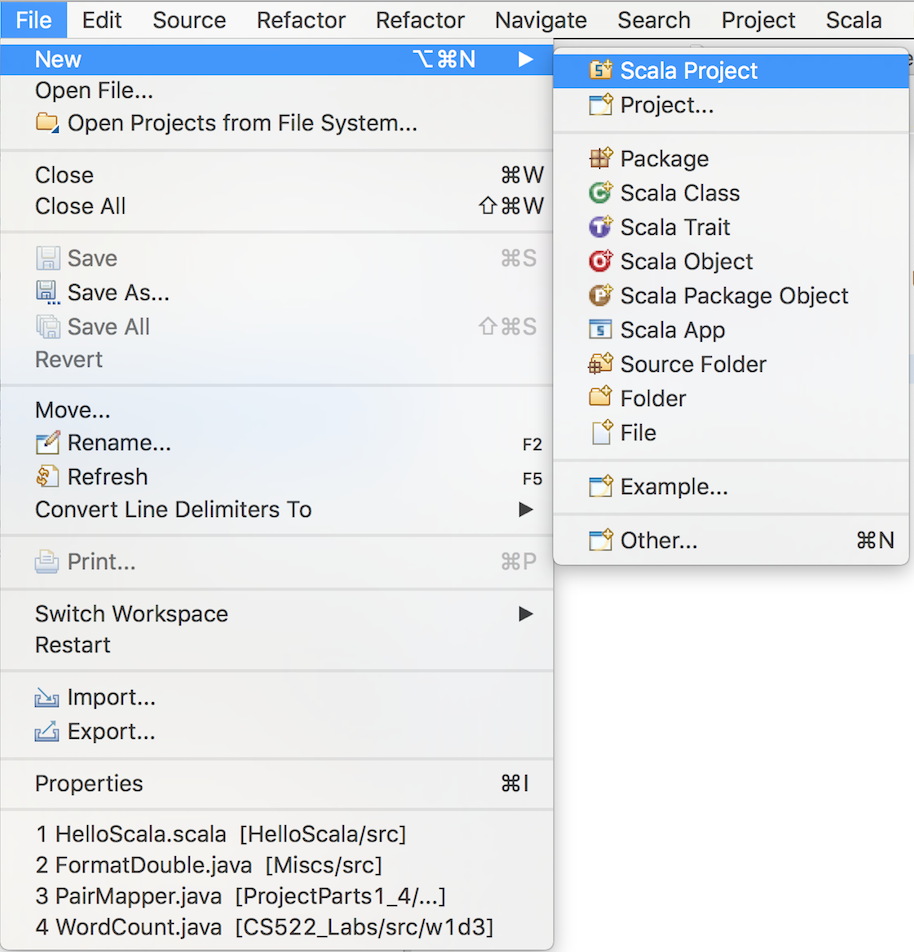 File Edit Source Refactor Refactor Navigate Search Project Scala
New ⌥⌘N ▶
Open File...
Open Projects from File System...
Close ⌘W
Close All ⇧⌘W
Save ⌘S
Save As...
Save All ⇧⌘S
Revert
Move...
Rename... F2
Refresh F5
Convert Line Delimiters To ▶
Print... ⌘P
Switch Workspace ▶
Restart
Import...
Export...
Properties ⌘I
1 HelloScala.scala [HelloScala/src]
2 FormatDouble.java [Miscs/src]
3 PairMapper.java [ProjectParts1_4/...]
4 WordCount.java [CS522_Labs/src/w1d3]
Scala Project
Project...
Package
Scala Class
Scala Trait
Scala Object
Scala Package Object
Scala App
Source Folder
Folder
File
Example...
Other... ⌘N